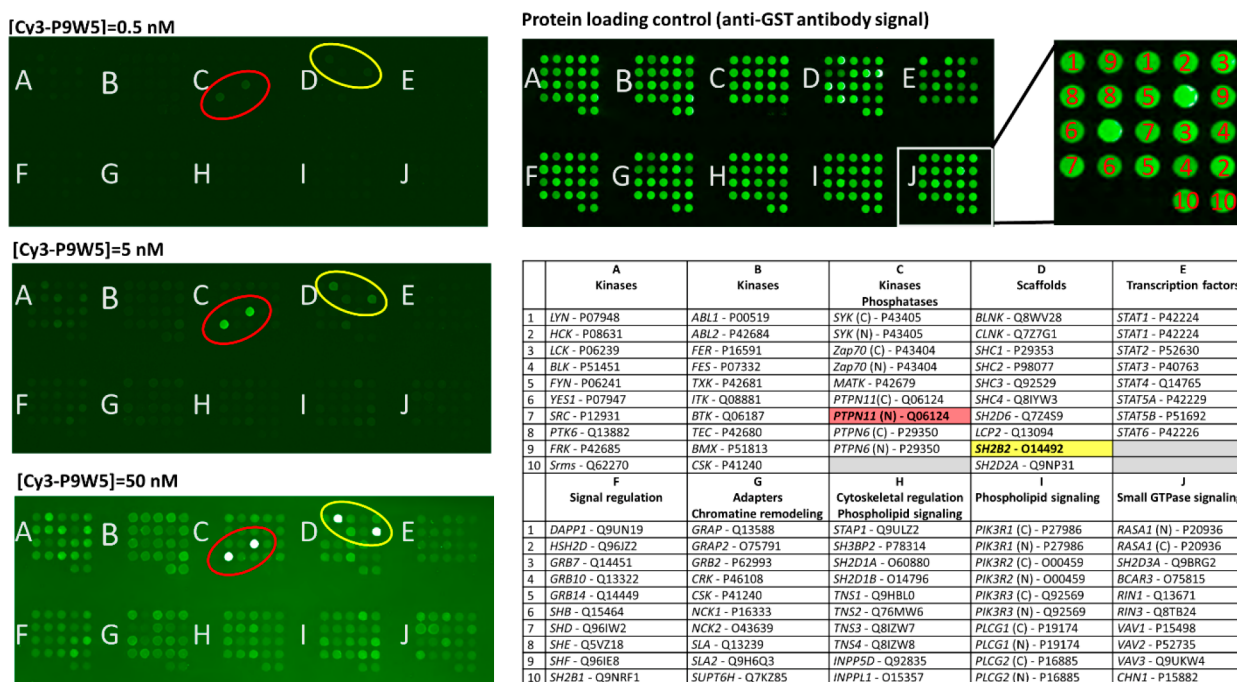 [Cy3-P9W5]=0.5 nM
A B C D E
F G H I J
[Cy3-P9W5]=5 nM
A B C D E
F G H I J
[Cy3-P9W5]=50 nM
A B C D E
F G H I J
Protein loading control (anti-GST antibody signal)
A B C D E
F G H I J
1 9 1 2 3
8 8 5 9
6 7 3 4
7 6 5 4 2
10 10
A B C D E
Kinases Kinases Kinases Scaffolds Transcription factors
Phosphatases
1 LYN - P07948 ABL1 - P00519 SYK (C) - P43405 BLNK - Q8WV28 STAT1 - P42224
2 HCK - P08631 ABL2 - P42684 SYK (N) - P43405 CLNK - Q7Z7G1 STAT1 - P42224
3 LCK - P06239 FER - P16591 Zap70 (C) - P43404 SHC1 - P29353 STAT2 - P52630
4 BLK - P51451 FES - P07332 Zap70 (N) - P43404 SHC2 - P98077 STAT3 - P40763
5 FYN - P06241 TXK - P42681 MATK - P42679 SHC3 - Q92529 STAT4 - Q14765
6 YES1 - P07947 ITK - Q08881 PTPN11(C) - Q06124 SHC4 - Q8IYW3 STAT5A - P42229
7 SRC - P12931 BTK - Q06187 PTPN11 (N) - Q06124 SH2D6 - Q7Z4S9 STAT5B - P51692
8 PTK6 - Q13882 TEC - P42680 PTPN6 (C) - P29350 LCP2 - Q13094 STAT6 - P42226
9 FRK - P42685 BMX - P51813 PTPN6 (N) - P29350 SH2B2 - O14492
10 Srms - Q62270 CSK - P41240 SH2D2A - Q9NP31
F G H I J
Signal regulation Adapters Cytoskeletal regulation Phospholipid signaling Small GTPase signaling
Chromatine remodeling Phospholipid signaling
1 DAPP1 - Q9UN19 GRAP - Q13588 STAP1 - Q9ULZ2 PIK3R1 (C) - P27986 RASA1 (N) - P20936
2 HSH2D - Q96JZ2 GRAP2 - O75791 SH3BP2 - P78314 PIK3R1 (N) - P27986 RASA1 (C) - P20936
3 GRB7 - Q14451 GRB2 - P62993 SH2D1A - O60880 PIK3R2 (C) - O00459 SH2D3A - Q9BRG2
4 GRB10 - Q13322 CRK - P46108 SH2D1B - O14796 PIK3R2 (N) - O00459 BCAR3 - O75815
5 GRB14 - Q14449 CSK - P41240 TNS1 - Q9HBL0 PIK3R3 (C) - Q92569 RIN1 - Q13671
6 SHB - Q15464 NCK1 - P16333 TNS2 - Q76MW6 PIK3R3 (N) - Q92569 RIN3 - Q8TB24
7 SHD - Q96IW2 NCK2 - O43639 TNS3 - Q8IZW7 PLCG1 (C) - P19174 VAV1 - P15498
8 SHE - Q5VZ18 SLA - Q13239 TNS4 - Q8IZW8 PLCG1 (N) - P19174 VAV2 - P52735
9 SHF - Q96IE8 SLA2 - Q9H6Q3 INPP5D - Q92835 PLCG2 (C) - P16885 VAV3 - Q9UKW4
10 SH2B1 - Q9NRF1 SUPT6H - Q7KZ85 INPPL1 - O15357 PLCG2 (N) - P16885 CHN1 - P15882